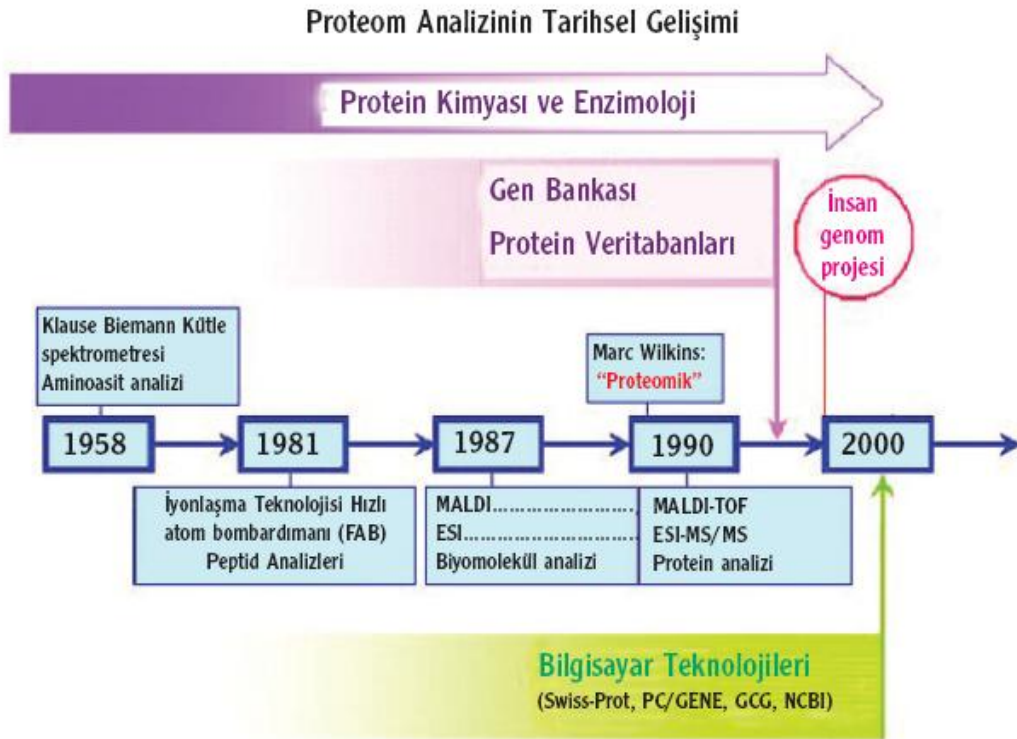 Proteom Analizinin Tarihsel Gelişimi
Protein Kimyası ve Enzimoloji
Gen Bankası
Protein Veritabanları
İnsan
genom
projesi
Klause Biemann Kütle
spektrometresi
Aminoasit analizi
Marc Wilkins:
“Proteomik”
1958
1981
1987
1990
2000
İyonlaşma Teknolojisi Hızlı
atom bombardımanı (FAB)
Peptid Analizleri
MALDI.........................
ESI..............................
Biyomolekül analizi
MALDI-TOF
ESI-MS/MS
Protein analizi
Bilgisayar Teknolojileri
(Swiss-Prot, PC/GENE, GCG, NCBI)